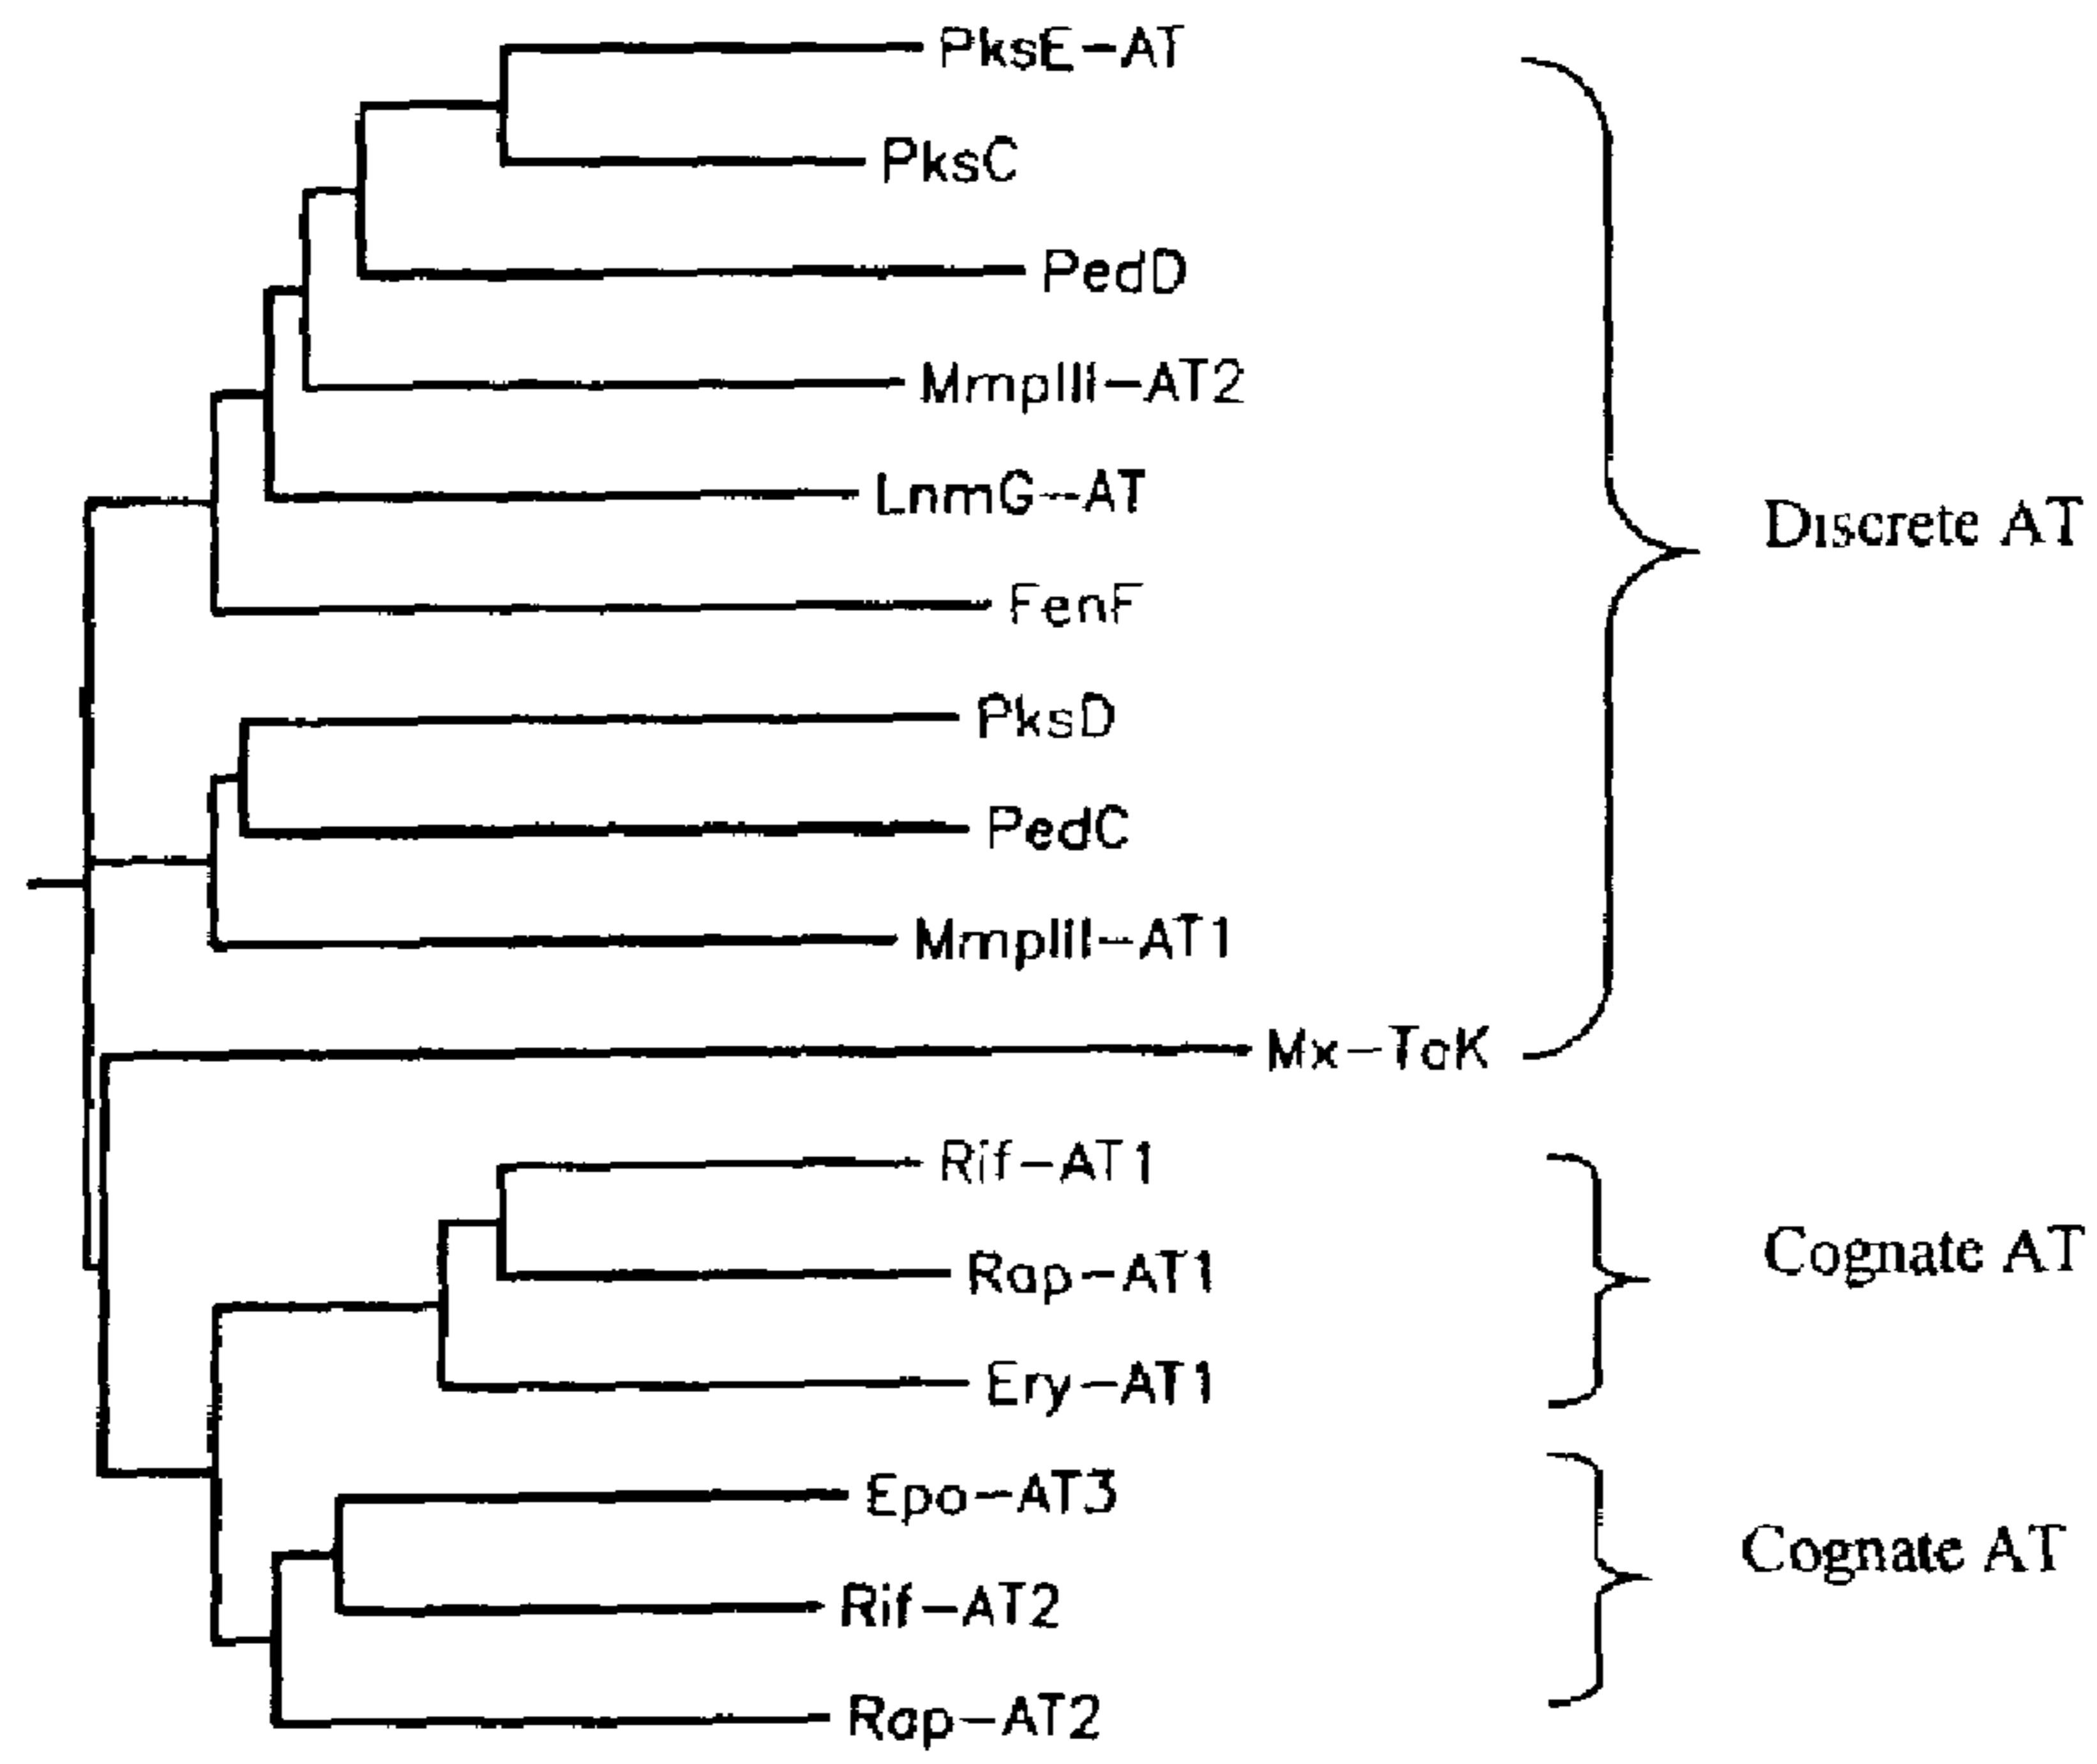 PksE-AT
PksC
PedD
MmpIII-AT2
LnmG-AT
Discrete AT
FenF
PksD
PedC
MmpIII-AT1
Mx-TaK
Rif-AT1
Rap-AT1
Cognate AT
Ery-AT1
Epo-AT3
Cognate AT
Rif-AT2
Rap-AT2